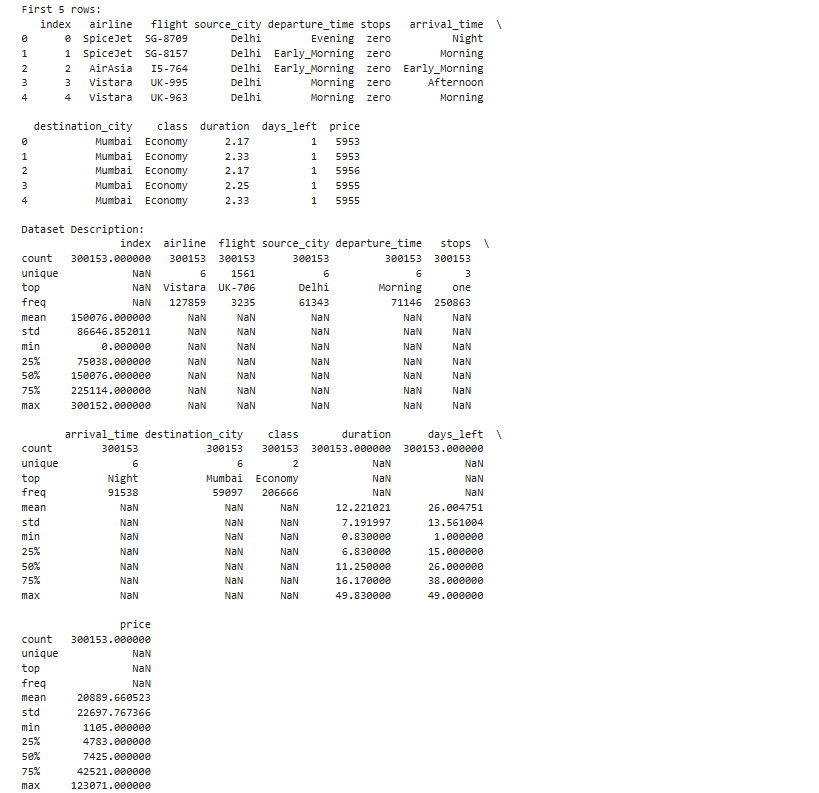 First 5 rows:
   index   airline   flight source_city departure_time stops   arrival_time  \
0      0  SpiceJet  SG-8709       Delhi        Evening  zero          Night
1      1  SpiceJet  SG-8157       Delhi  Early_Morning  zero        Morning
2      2   AirAsia   I5-764       Delhi  Early_Morning  zero  Early_Morning
3      3   Vistara   UK-995       Delhi        Morning  zero      Afternoon
4      4   Vistara   UK-963       Delhi        Morning  zero        Morning
  destination_city    class  duration  days_left  price
0           Mumbai  Economy      2.17          1   5953
1           Mumbai  Economy      2.33          1   5953
2           Mumbai  Economy      2.17          1   5956
3           Mumbai  Economy      2.25          1   5955
4           Mumbai  Economy      2.33          1   5955
Dataset Description:
                index  airline  flight source_city departure_time   stops  \
count   300153.000000   300153  300153      300153         300153  300153
unique            NaN        6    1561           6              6       3
top               NaN  Vistara  UK-706       Delhi        Morning     one
freq              NaN   127859    3235       61343          71146  250863
mean    150076.000000      NaN     NaN         NaN            NaN     NaN
std      86646.852011      NaN     NaN         NaN            NaN     NaN
min          0.000000      NaN     NaN         NaN            NaN     NaN
25%      75038.000000      NaN     NaN         NaN            NaN     NaN
50%     150076.000000      NaN     NaN         NaN            NaN     NaN
75%     225114.000000      NaN     NaN         NaN            NaN     NaN
max     300152.000000      NaN     NaN         NaN            NaN     NaN
       arrival_time destination_city    class       duration      days_left  \
count        300153           300153   300153  300153.000000  300153.000000
unique            6                6        2            NaN            NaN
top           Night           Mumbai  Economy            NaN            NaN
freq          91538            59097   206666            NaN            NaN
mean            NaN              NaN      NaN      12.221021      26.004751
std             NaN              NaN      NaN       7.191997      13.561004
min             NaN              NaN      NaN       0.830000       1.000000
25%             NaN              NaN      NaN       6.830000      15.000000
50%             NaN              NaN      NaN      11.250000      26.000000
75%             NaN              NaN      NaN      16.170000      38.000000
max             NaN              NaN      NaN      49.830000      49.000000
                price
count   300153.000000
unique            NaN
top               NaN
freq              NaN
mean     20889.660523
std      22697.767366
min       1105.000000
25%       4783.000000
50%       7425.000000
75%      42521.000000
max     123071.000000